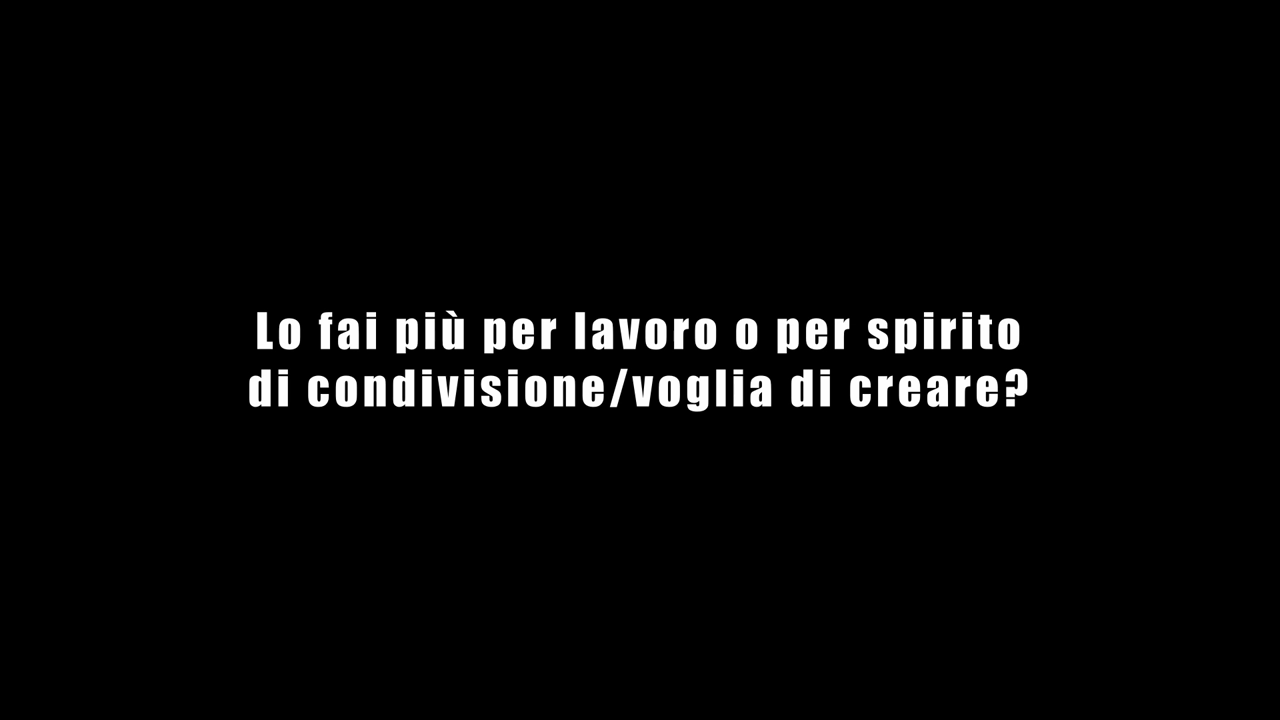 Lo fai più per lavoro o per spirito
di condivisione/voglia di creare?